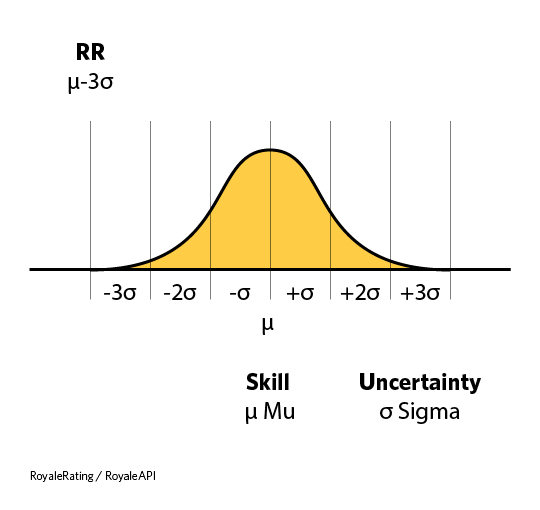 RR
μ-3σ
-3σ -2σ -σ +σ +2σ +3σ
μ
Skill Uncertainty
μ Mu σ Sigma
RoyaleRating / RoyaleAPI